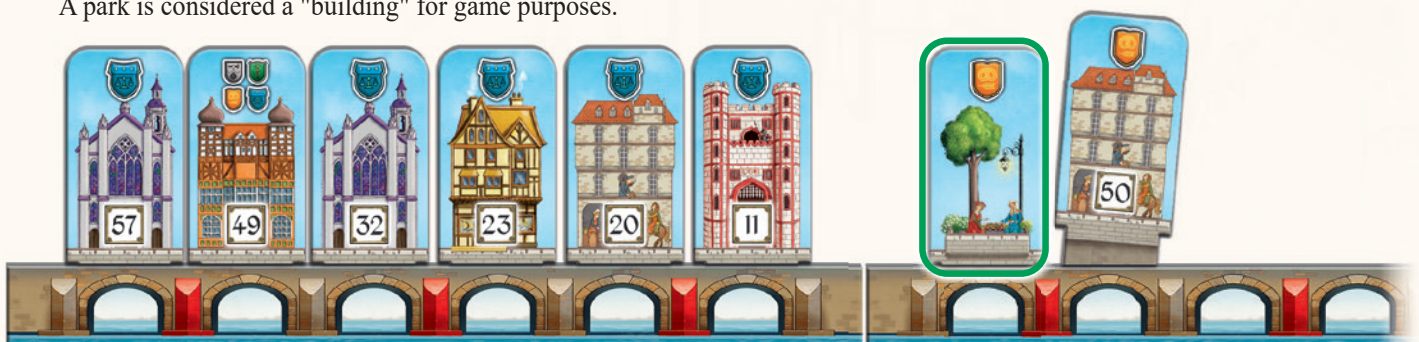 A park is considered a "building" for game purposes.
57 49 32 23 20 11 50